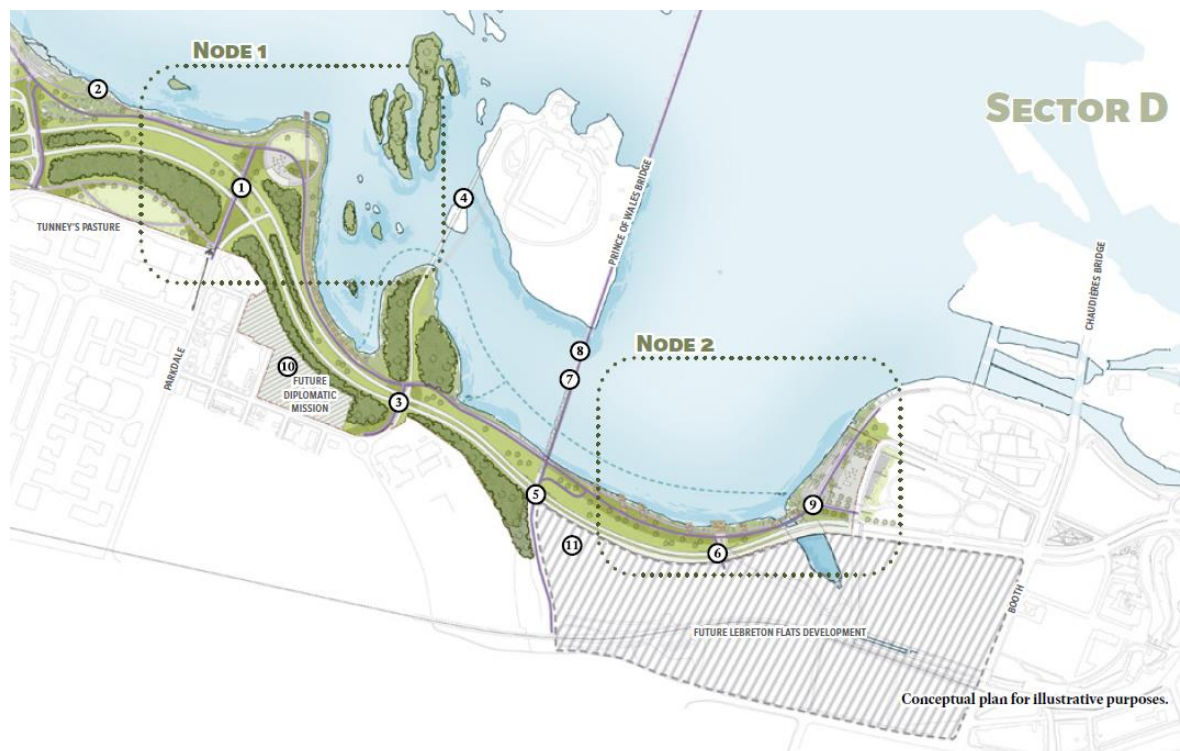 NODE 1
SECTOR D
2
1
4
TUNNEY'S PASTURE
PRINCE OF WALES BRIDGE
CHAUDIÈRES BRIDGE
8
NODE 2
7
PARKDALE
10
FUTURE
DIPLOMATIC
MISSION
3
5
9
11
6
BOOTH
FUTURE LEBRETON FLATS DEVELOPMENT
Conceptual plan for illustrative purposes.